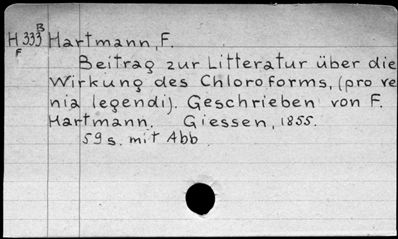 B
H 333 Hartmann, F.
F
Beitrag zur Litteratur über die
Wirkung des Chloroforms, (pro ve
nia legendi). Geschrieben von F.
Hartmann. Giessen, 1855.
59 s. mit Abb